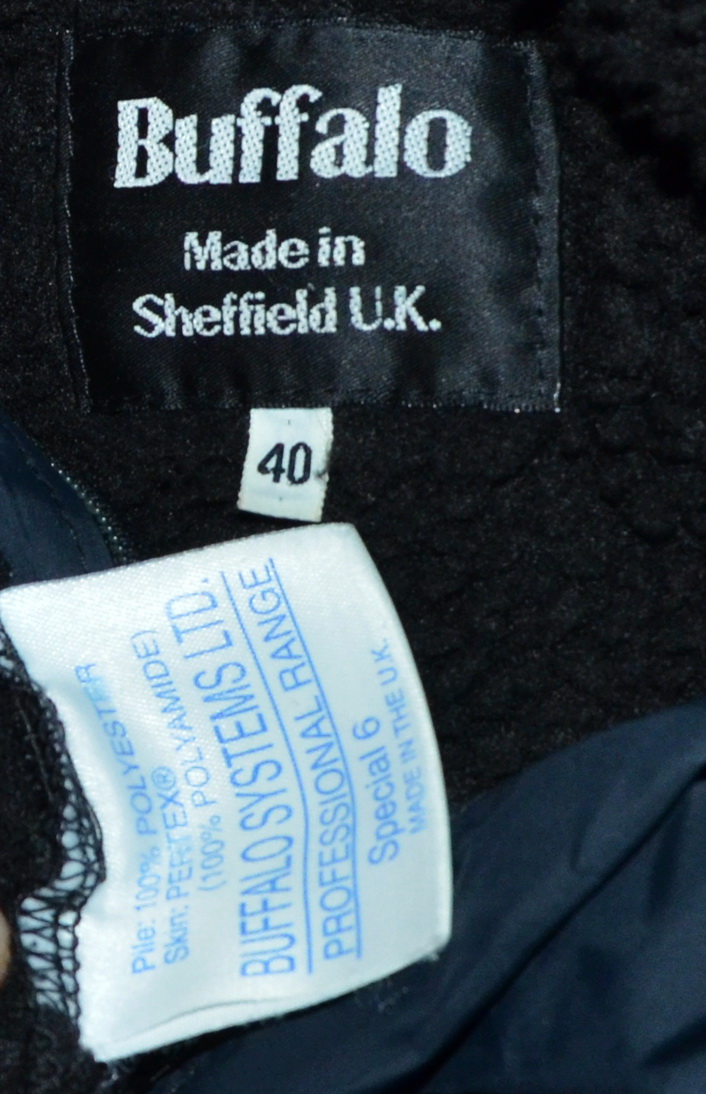 Buffalo
Made in
Sheffield U.K.
40
Pile: 100% POLYESTER
Skin: PERTEX®
(100% POLYAMIDE)
BUFFALO SYSTEMS LTD.
PROFESSIONAL RANGE
Special 6
MADE IN THE U.K.